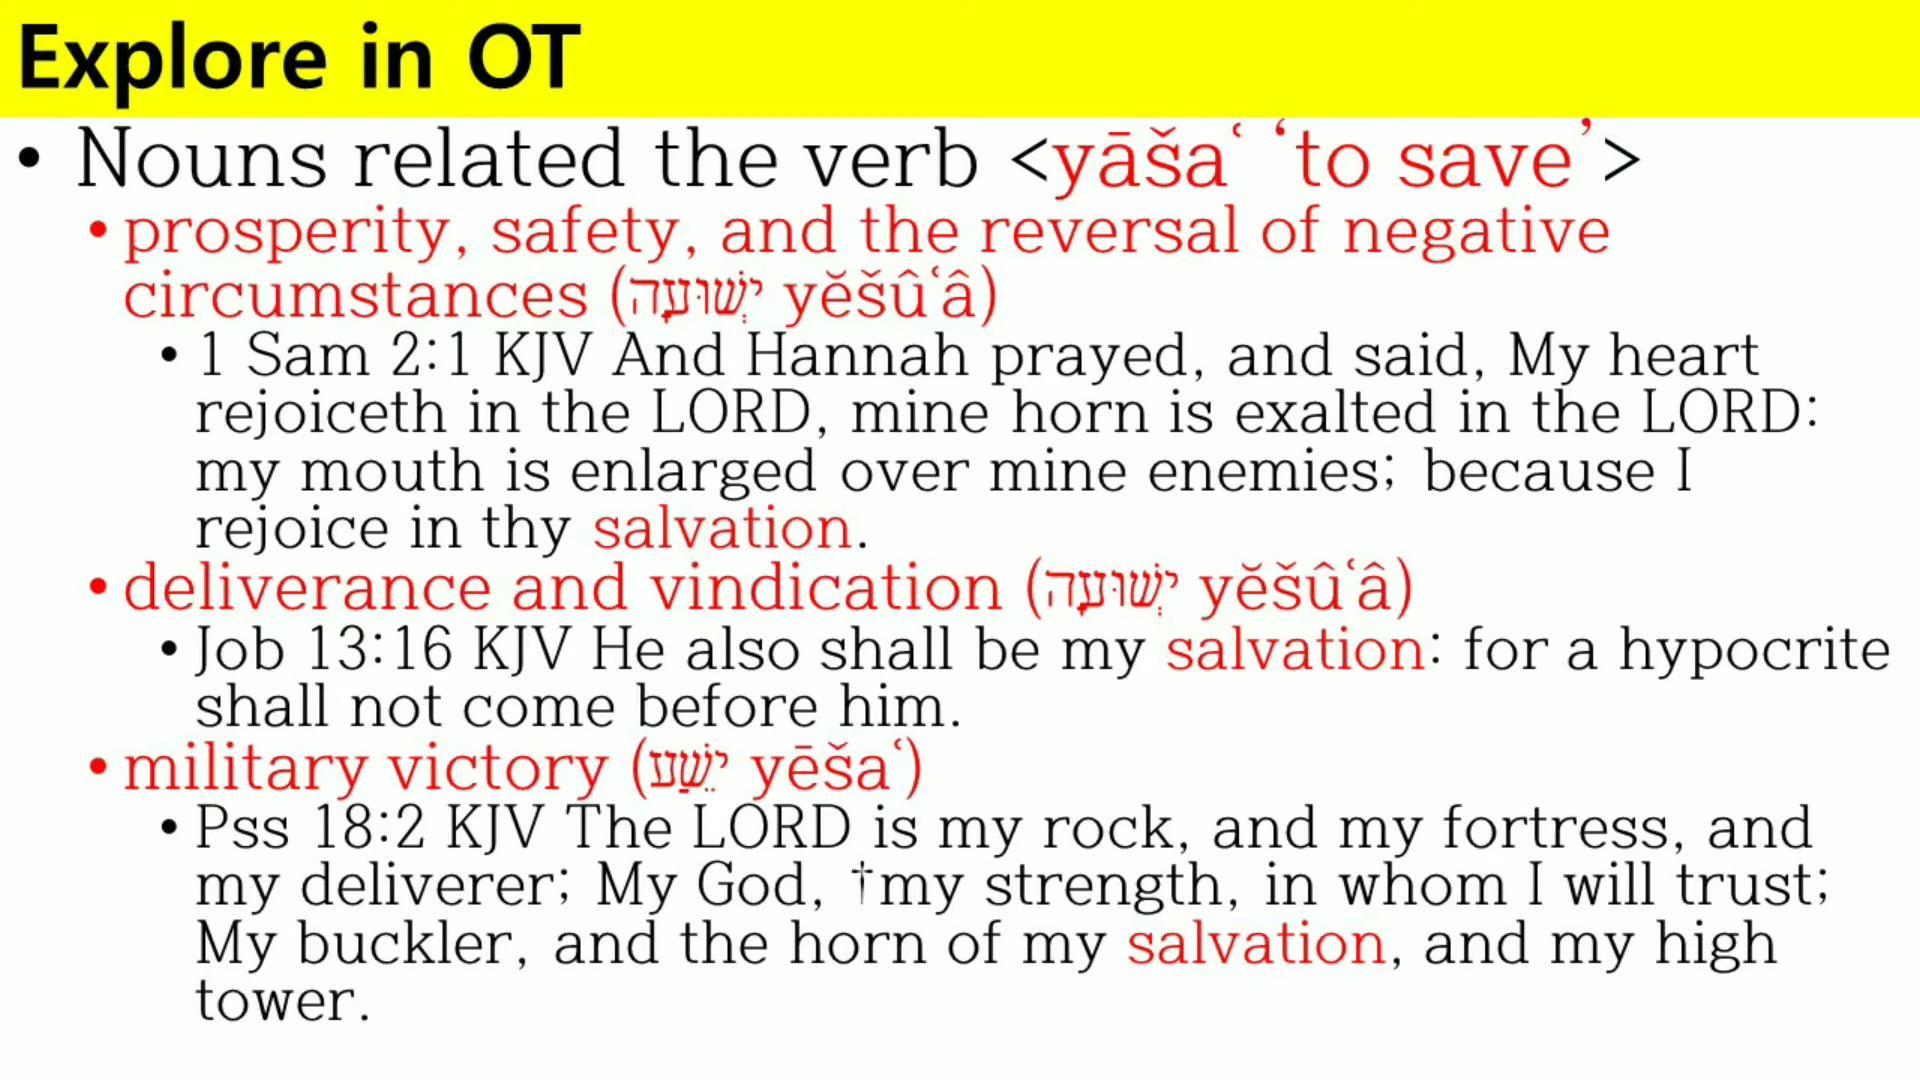 Explore in OT
• Nouns related the verb <yāšaʿ ‘to save’>
• prosperity, safety, and the reversal of negative
circumstances (יְשׁוּעָה yĕšûʿâ)
• 1 Sam 2:1 KJV And Hannah prayed, and said, My heart
rejoiceth in the LORD, mine horn is exalted in the LORD:
my mouth is enlarged over mine enemies; because I
rejoice in thy salvation.
• deliverance and vindication (יְשׁוּעָה yĕšûʿâ)
• Job 13:16 KJV He also shall be my salvation: for a hypocrite
shall not come before him.
• military victory (יֵשַׁע yēšaʿ)
• Pss 18:2 KJV The LORD is my rock, and my fortress, and
my deliverer; My God, †my strength, in whom I will trust;
My buckler, and the horn of my salvation, and my high
tower.